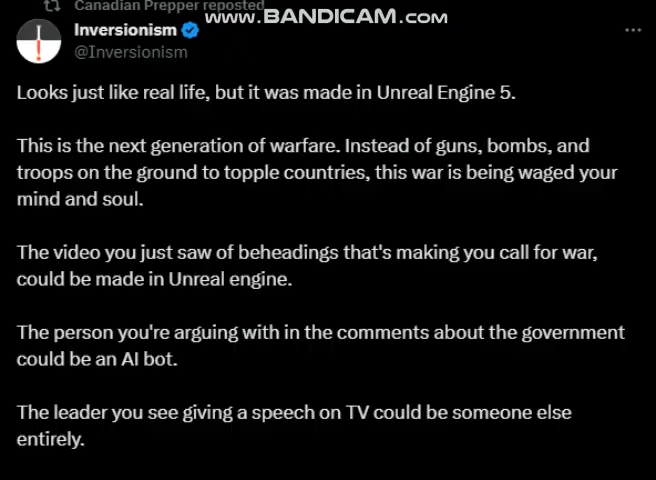 Canadian Prepper reposted
WWW.BANDICAM.COM
Inversionism
@Inversionism
Looks just like real life, but it was made in Unreal Engine 5.
This is the next generation of warfare. Instead of guns, bombs, and
troops on the ground to topple countries, this war is being waged your
mind and soul.
The video you just saw of beheadings that's making you call for war,
could be made in Unreal engine.
The person you're arguing with in the comments about the government
could be an AI bot.
The leader you see giving a speech on TV could be someone else
entirely.